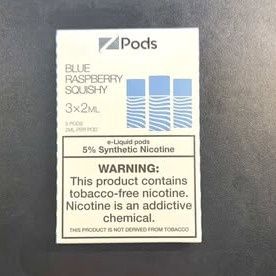 Z Pods
BLUE
RASPBERRY
SQUISHY
3×2ML
3 PODS
2ML PER POD
e-Liquid pods
5% Synthetic Nicotine
WARNING:
This product contains
tobacco-free nicotine.
Nicotine is an addictive
chemical.
THIS PRODUCT IS NOT DERIVED FROM TOBACCO